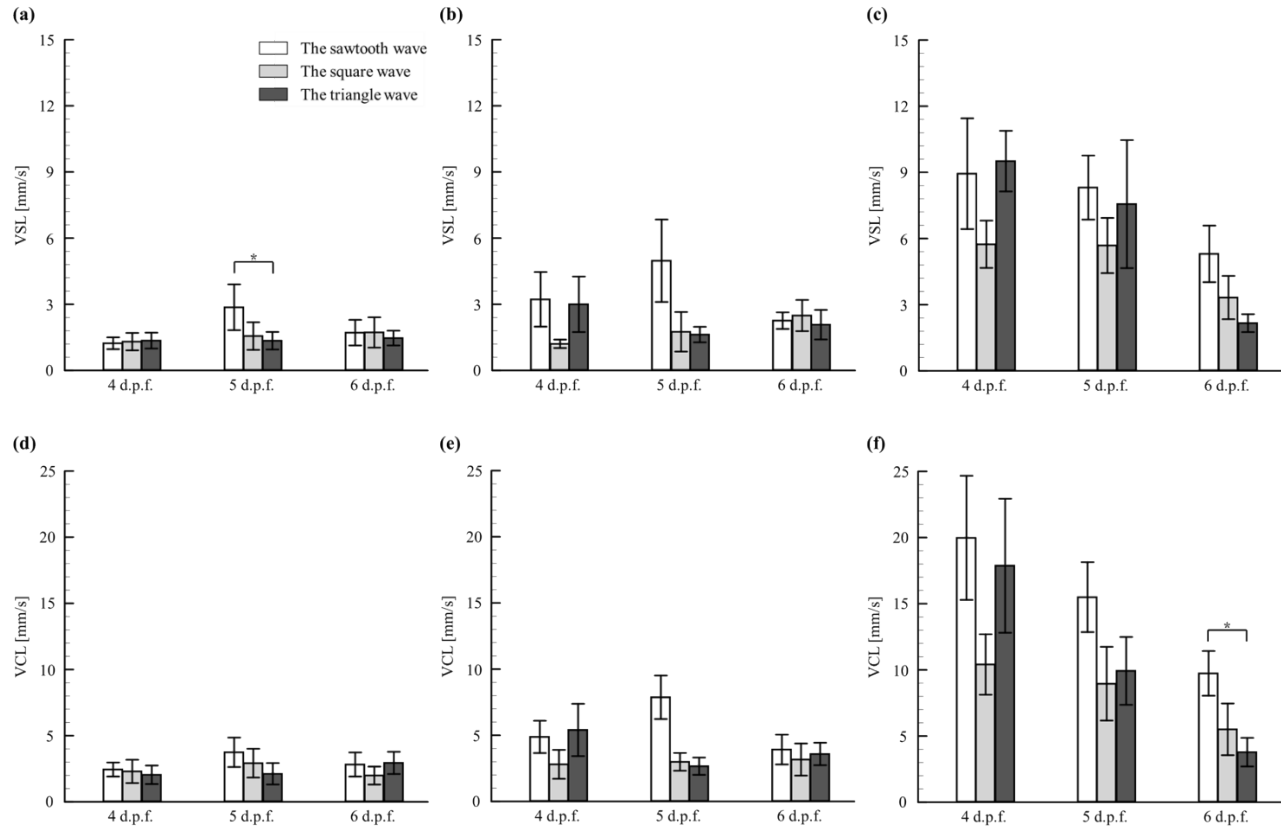 (a)
15
12
9
6
3
0
VSL [mm/s]
The sawtooth wave
The square wave
The triangle wave
*
4 d.p.f. 5 d.p.f. 6 d.p.f.
(b)
15
12
9
6
3
0
VSL [mm/s]
4 d.p.f. 5 d.p.f. 6 d.p.f.
(c)
15
12
9
6
3
0
VSL [mm/s]
4 d.p.f. 5 d.p.f. 6 d.p.f.
(d)
25
20
15
10
5
0
VCL [mm/s]
4 d.p.f. 5 d.p.f. 6 d.p.f.
(e)
25
20
15
10
5
0
VCL [mm/s]
4 d.p.f. 5 d.p.f. 6 d.p.f.
(f)
25
20
15
10
5
0
VCL [mm/s]
*
4 d.p.f. 5 d.p.f. 6 d.p.f.